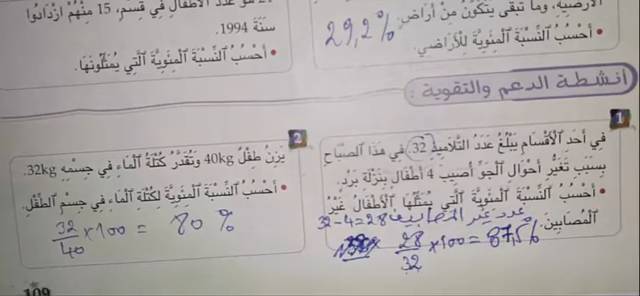 الأرضية، وما تبقى يتكون من أراض.
• أحسب النسبة المئوية للأراضي.
29,2%
عدد الأطفال في قسم، 15 منهم ازدادوا
سنة 1994.
• أحسب النسبة المئوية التي يمثلونها.
أنشطة الدعم والتقوية :
1
في أحد الأقسام يبلغ عدد التلاميذ 32. في هذا الصباح
بسبب تغير أحوال الجو أصيب 4 أطفال بنزلة برد.
• أحسب النسبة المئوية التي يمثلها الأطفال غير
المصابين.
عدد غير المصابين 32-4=28
28/32 ×100 = 87,5%
2
يزن طفل 40kg وتقدر كتلة الماء في جسمه 32kg.
• أحسب النسبة المئوية لكتلة الماء في جسم الطفل.
32/40 ×100 = 80 %
109